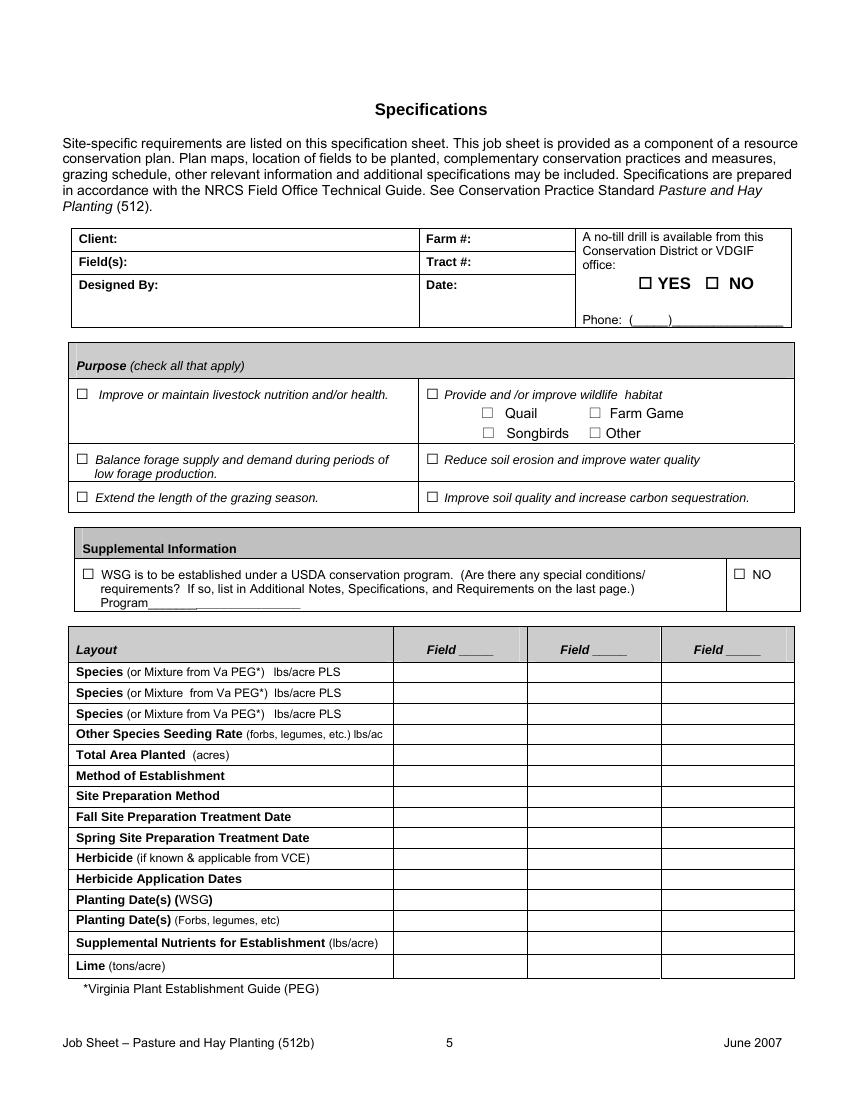 Specifications
Site-specific requirements are listed on this specification sheet. This job sheet is provided as a component of a resource
conservation plan. Plan maps, location of fields to be planted, complementary conservation practices and measures,
grazing schedule, other relevant information and additional specifications may be included. Specifications are prepared
in accordance with the NRCS Field Office Technical Guide. See Conservation Practice Standard Pasture and Hay
Planting (512).
Client:
Farm #:
A no-till drill is available from this
Conservation District or VDGIF
office:
Field(s):
Tract #:
Designed By:
Date:
☐ YES ☐ NO
Phone: (_____)________________
Purpose (check all that apply)
☐ Improve or maintain livestock nutrition and/or health.
☐ Provide and /or improve wildlife habitat
☐ Quail ☐ Farm Game
☐ Songbirds ☐ Other
☐ Balance forage supply and demand during periods of
low forage production.
☐ Reduce soil erosion and improve water quality
☐ Extend the length of the grazing season.
☐ Improve soil quality and increase carbon sequestration.
Supplemental Information
☐ WSG is to be established under a USDA conservation program. (Are there any special conditions/
requirements? If so, list in Additional Notes, Specifications, and Requirements on the last page.)
Program______________________
☐ NO
Layout Field _____ Field _____ Field _____
Species (or Mixture from Va PEG*) lbs/acre PLS
Species (or Mixture from Va PEG*) lbs/acre PLS
Species (or Mixture from Va PEG*) lbs/acre PLS
Other Species Seeding Rate (forbs, legumes, etc.) lbs/ac
Total Area Planted (acres)
Method of Establishment
Site Preparation Method
Fall Site Preparation Treatment Date
Spring Site Preparation Treatment Date
Herbicide (if known & applicable from VCE)
Herbicide Application Dates
Planting Date(s) (WSG)
Planting Date(s) (Forbs, legumes, etc)
Supplemental Nutrients for Establishment (lbs/acre)
Lime (tons/acre)
*Virginia Plant Establishment Guide (PEG)
Job Sheet – Pasture and Hay Planting (512b) 5 June 2007